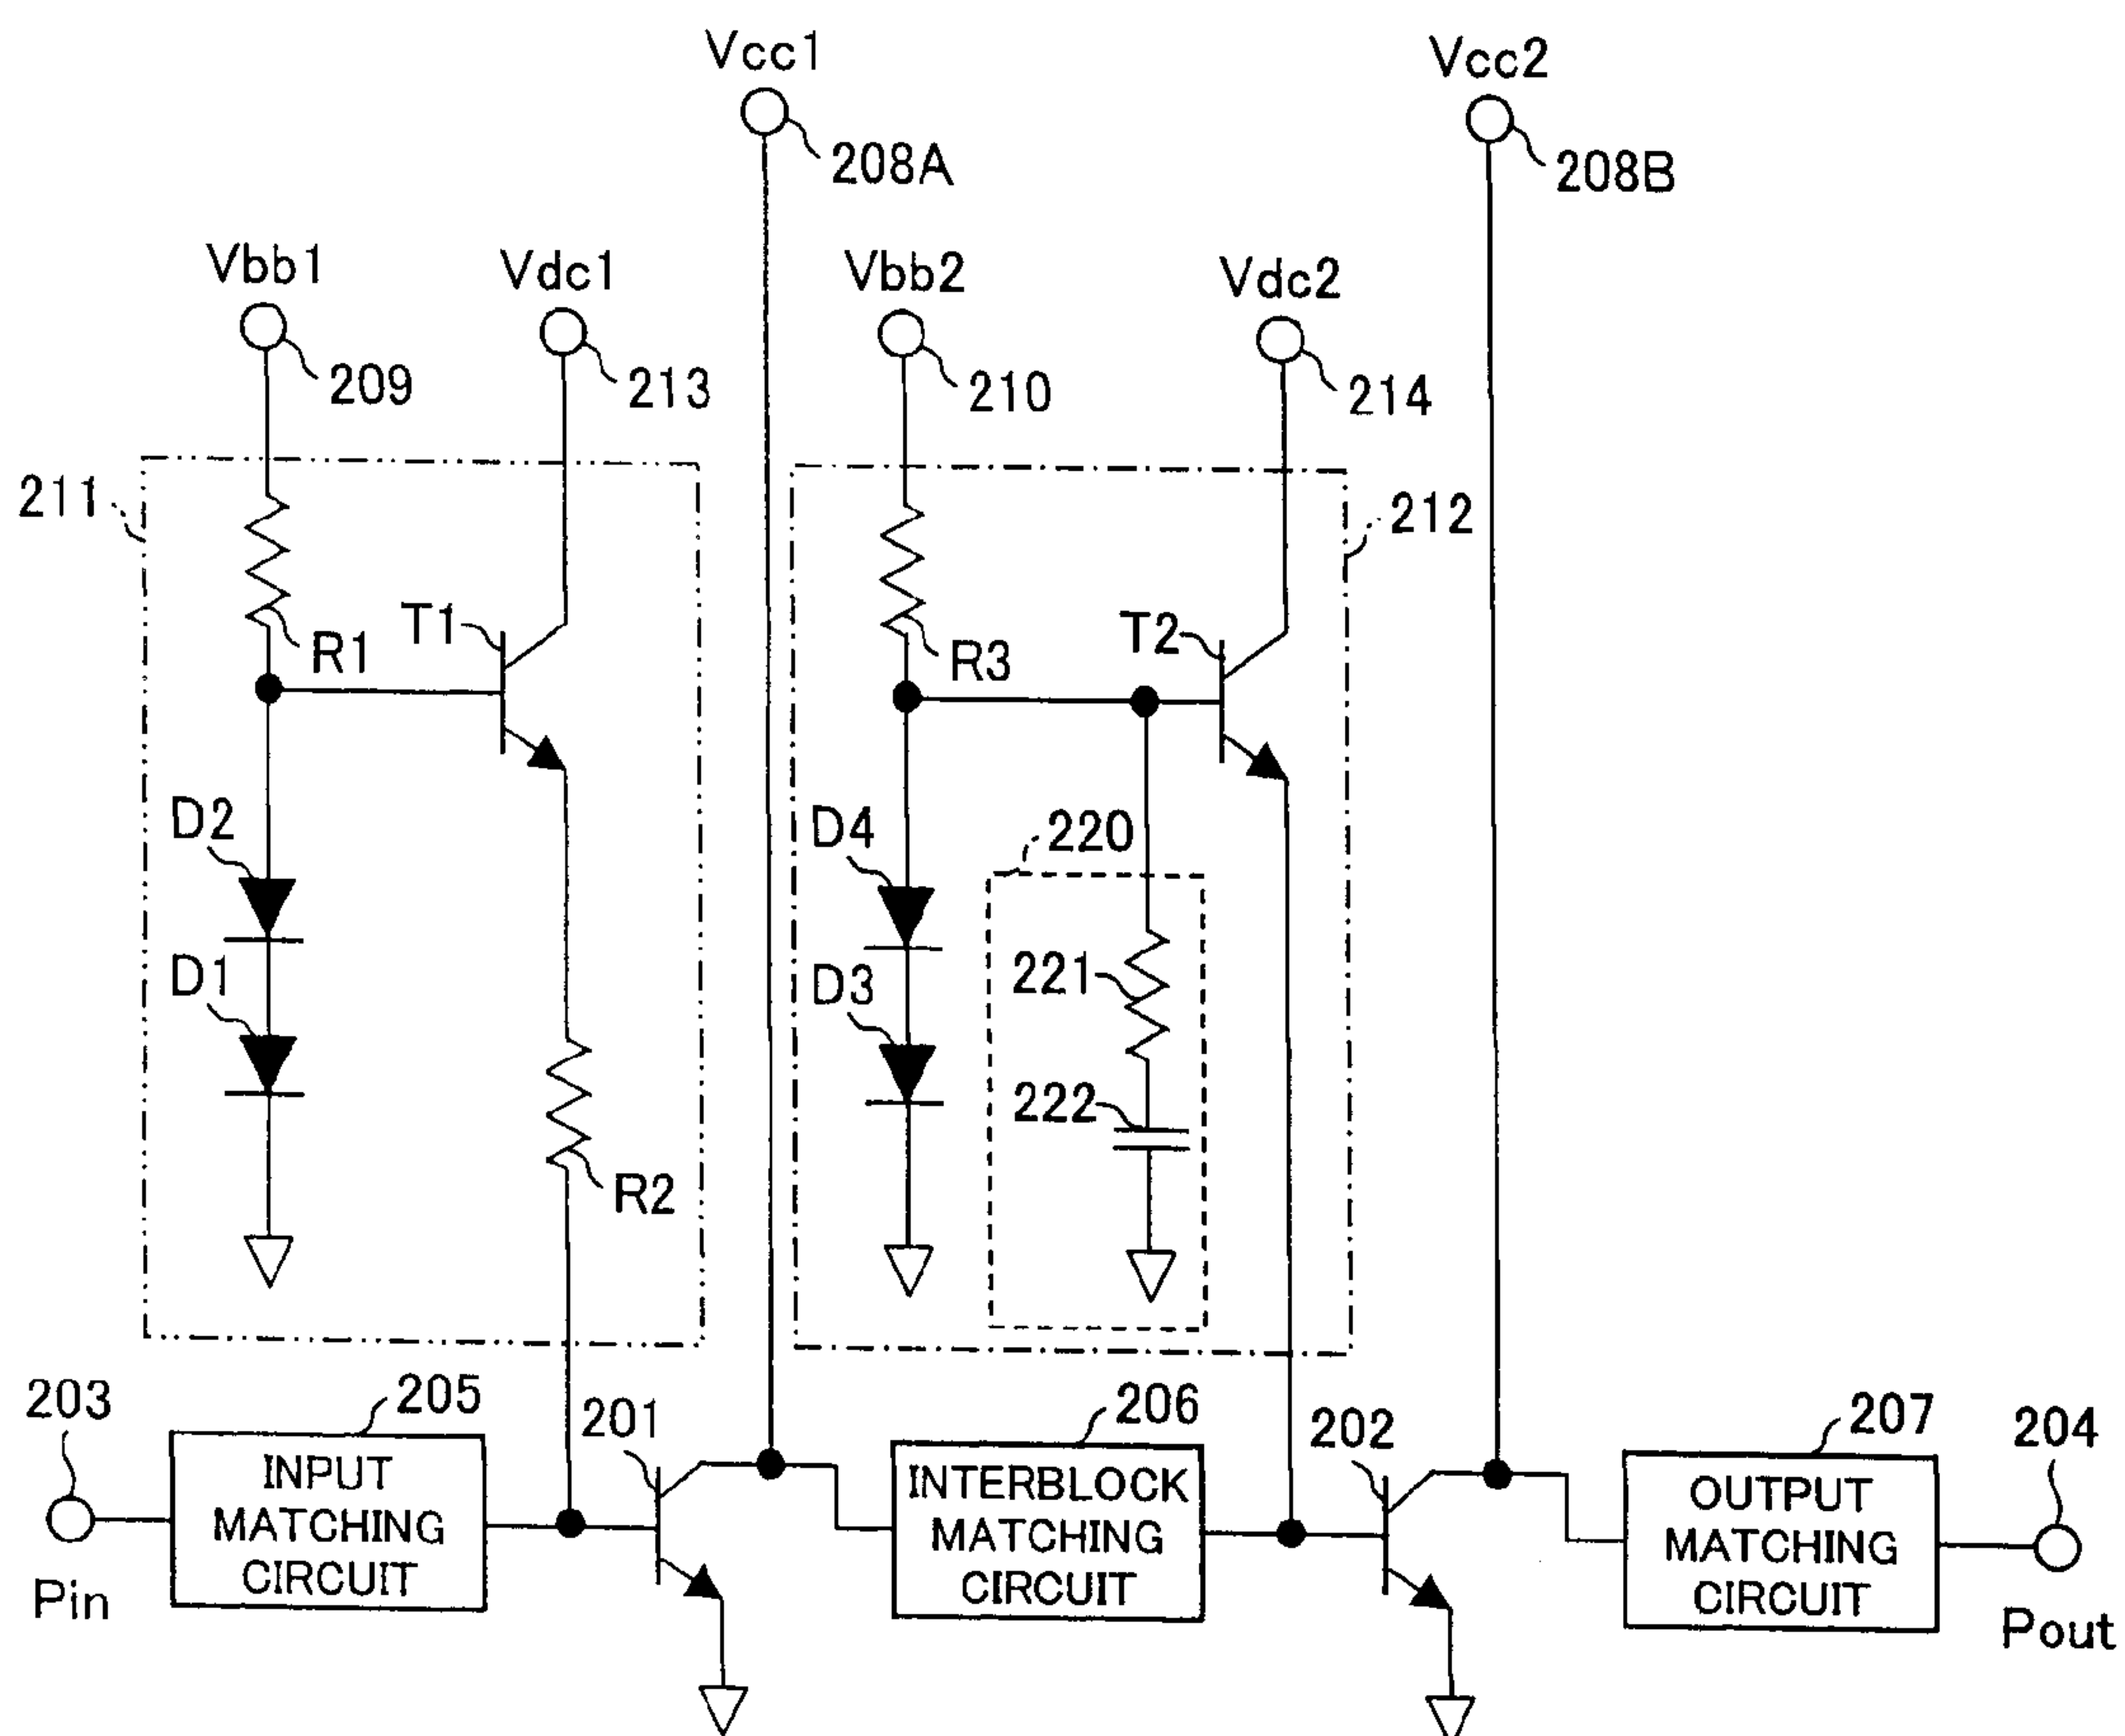 Vcc1
Vcc2
208A
208B
Vbb1
Vdc1
Vbb2
Vdc2
209
213
210
214
211
212
R1
T1
R3
T2
D2
D4
220
D1
D3
221
222
R2
203
205
201
206
202
207
204
INPUT
MATCHING
CIRCUIT
INTERBLOCK
MATCHING
CIRCUIT
OUTPUT
MATCHING
CIRCUIT
Pin
Pout